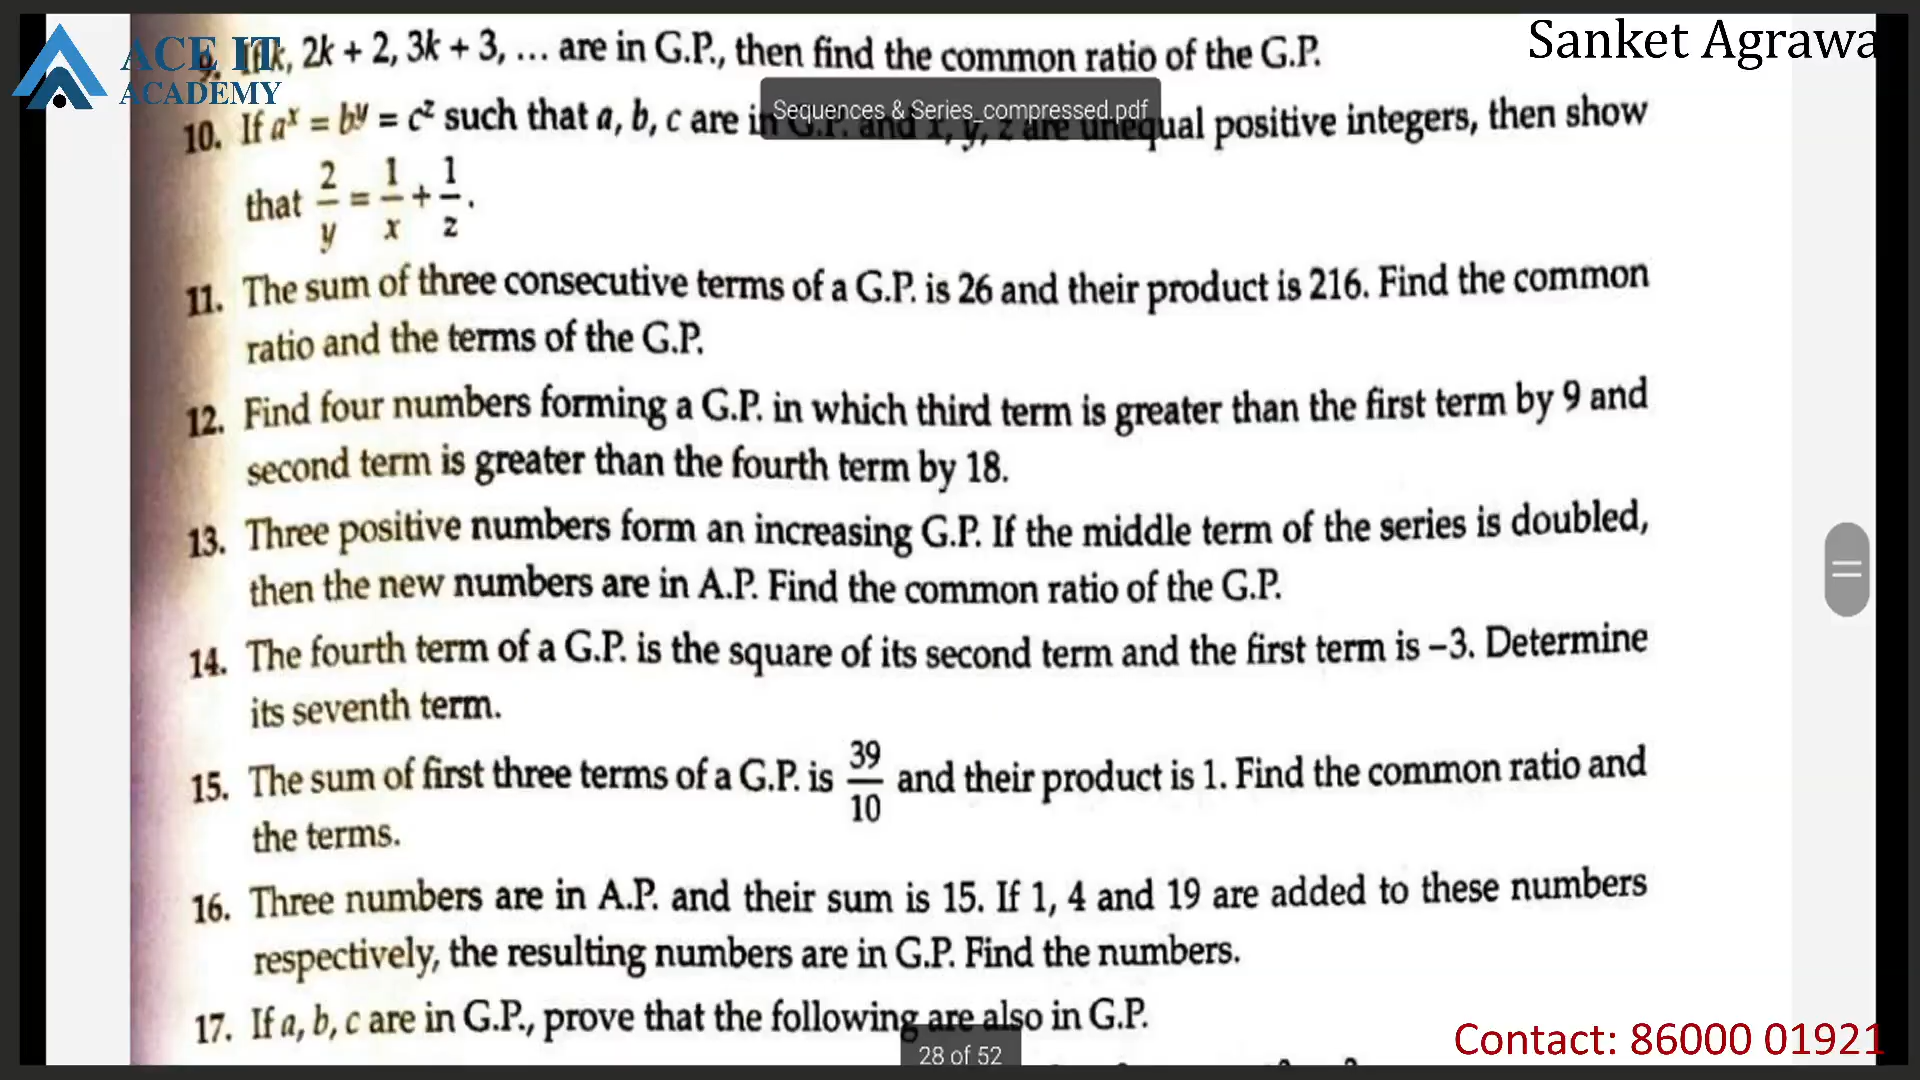 Sanket Agrawa
ACE IT
ACADEMY
9. If k, 2k + 2, 3k + 3, ... are in G.P., then find the common ratio of the G.P.
Sequences & Series_compressed.pdf
10. If a^x = b^y = c^z such that a, b, c are in G.P. and x, y, z are unequal positive integers, then show
that 2/y = 1/x + 1/z.
11. The sum of three consecutive terms of a G.P. is 26 and their product is 216. Find the common
ratio and the terms of the G.P.
12. Find four numbers forming a G.P. in which third term is greater than the first term by 9 and
second term is greater than the fourth term by 18.
13. Three positive numbers form an increasing G.P. If the middle term of the series is doubled,
then the new numbers are in A.P. Find the common ratio of the G.P.
14. The fourth term of a G.P. is the square of its second term and the first term is –3. Determine
its seventh term.
15. The sum of first three terms of a G.P. is 39/10 and their product is 1. Find the common ratio and
the terms.
16. Three numbers are in A.P. and their sum is 15. If 1, 4 and 19 are added to these numbers
respectively, the resulting numbers are in G.P. Find the numbers.
17. If a, b, c are in G.P., prove that the following are also in G.P.
28 of 52
Contact: 86000 01921